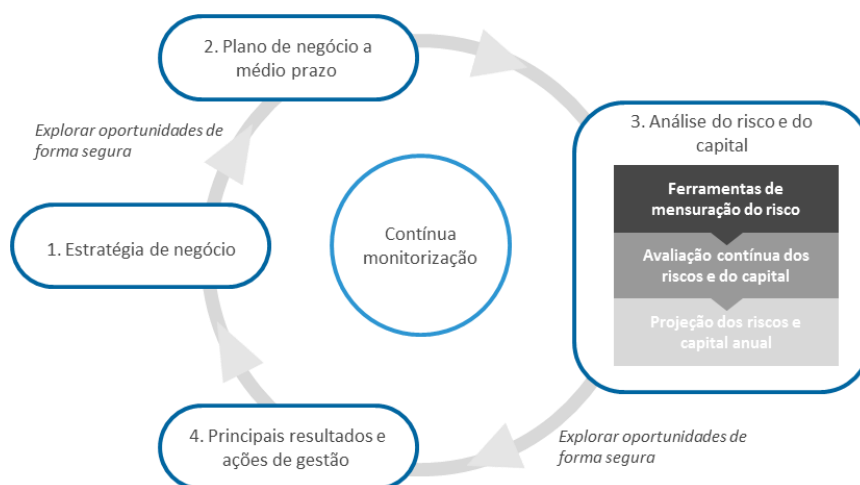 2. Plano de negócio a
médio prazo
Explorar oportunidades de
forma segura
1. Estratégia de negócio
Contínua
monitorização
3. Análise do risco e do
capital
Ferramentas de
mensuração do risco
Avaliação contínua dos
riscos e do capital
Projeção dos riscos e
capital anual
4. Principais resultados e
ações de gestão
Explorar oportunidades de
forma segura